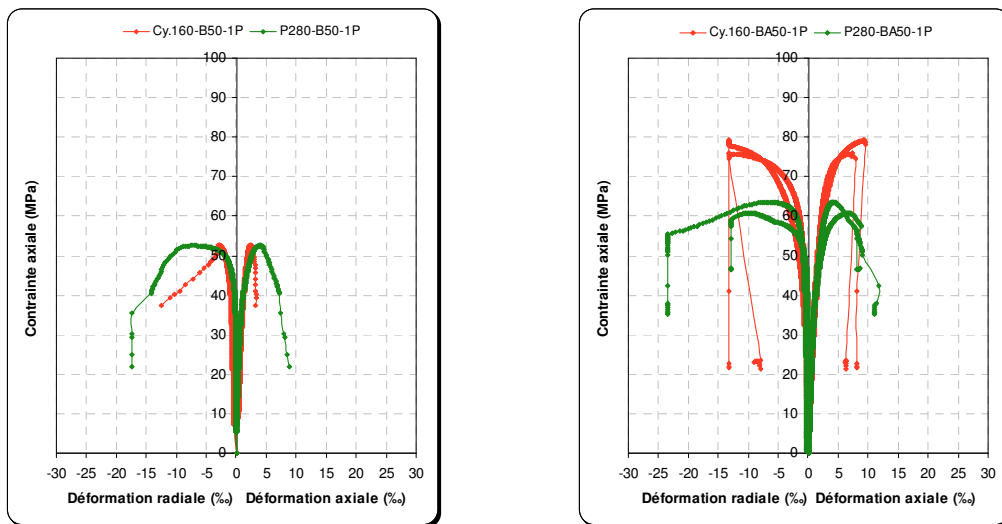 Cy.160-B50-1P P280-B50-1P
100
90
80
70
60
50
40
30
20
10
0
-30 -25 -20 -15 -10 -5 0 5 10 15 20 25 30
Contrainte axiale (MPa)
Déformation radiale (‰) Déformation axiale (‰)
Cy.160-BA50-1P P280-BA50-1P
100
90
80
70
60
50
40
30
20
10
0
-30 -25 -20 -15 -10 -5 0 5 10 15 20 25 30
Contrainte axiale (MPa)
Déformation radiale (‰) Déformation axiale (‰)